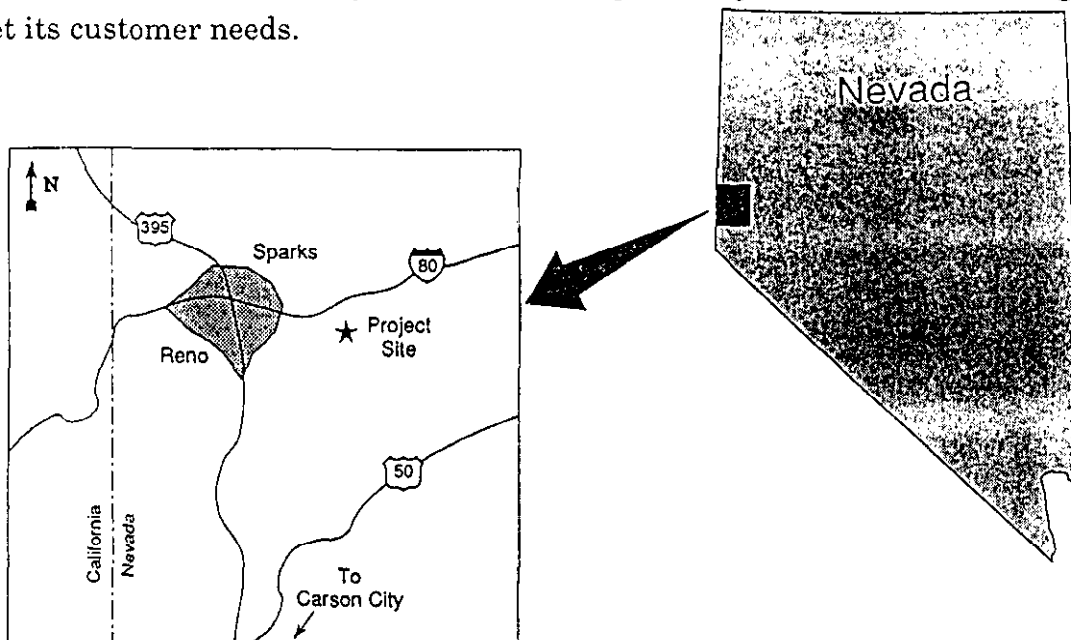 et its customer needs.
Nevada
N
395
Sparks
80
Project
Site
Reno
50
California
Nevada
To
Carson City